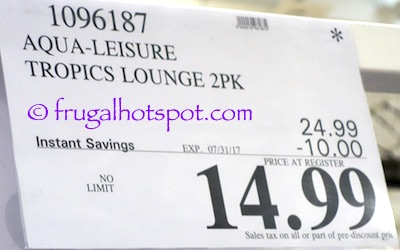 1096187
*
AQUA-LEISURE
TROPICS LOUNGE 2PK
© frugalhotspot.com
24.99
Instant Savings EXP. 07/31/17 -10.00
PRICE AT REGISTER
NO
LIMIT
14.99
Sales tax on all or part of pre-discount price